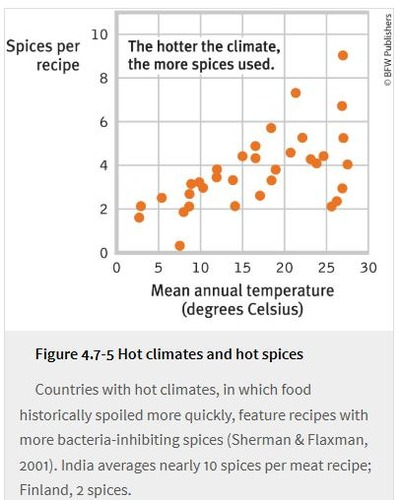 Spices per
recipe
10
8
6
4
2
0
The hotter the climate,
the more spices used.
0 5 10 15 20 25 30
Mean annual temperature
(degrees Celsius)
© BFW Publishers
Figure 4.7-5 Hot climates and hot spices
Countries with hot climates, in which food
historically spoiled more quickly, feature recipes with
more bacteria-inhibiting spices (Sherman & Flaxman,
2001). India averages nearly 10 spices per meat recipe;
Finland, 2 spices.